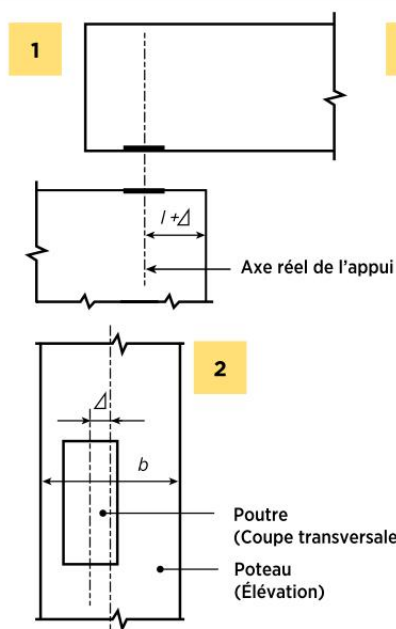 1
l +Δ
Axe réel de l'appui
2
Δ
b
Poutre
(Coupe transversale
Poteau
(Élévation)